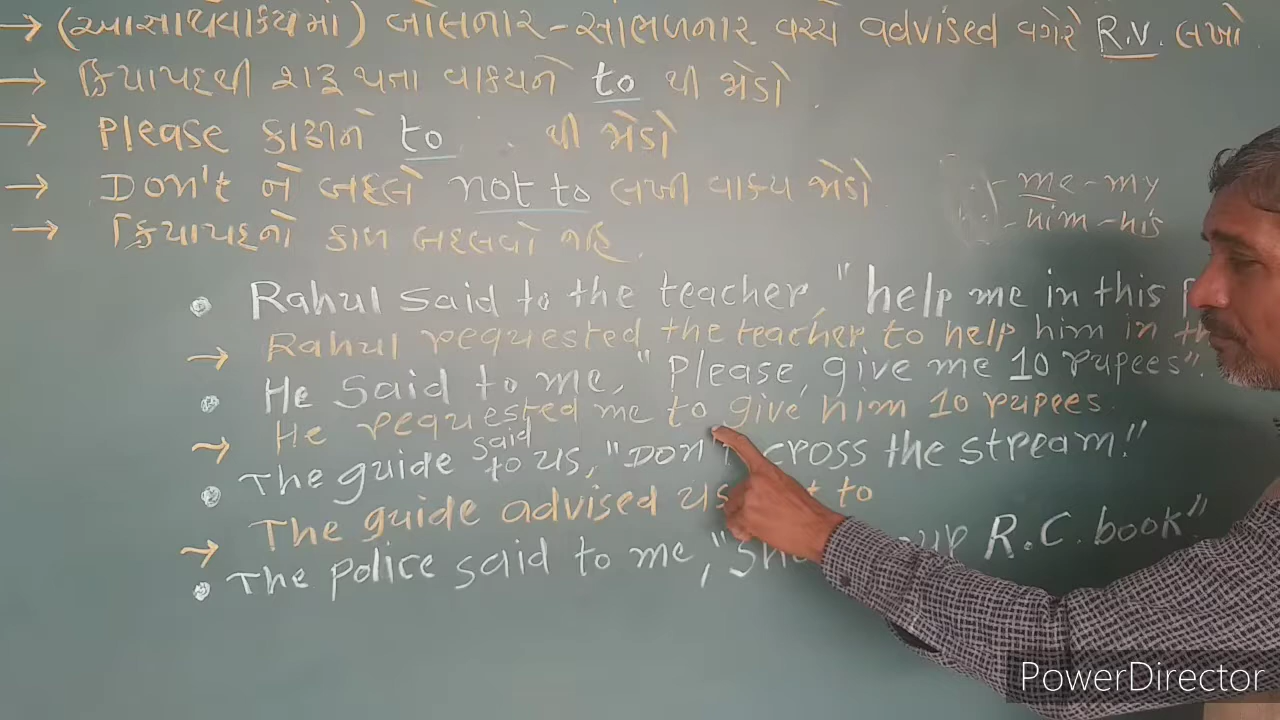 → (આજ્ઞાર્થવાક્યમાં) બોલનાર-સાંભળનાર વચ્ચે advised વગેરે R.V. લખો
→ ક્રિયાપદથી શરૂ થતા વાક્યને to થી જોડો
→ Please કાઢીને to થી જોડો
→ Don't ને બદલે not to લખી વાક્ય જોડો
→ ક્રિયાપદનો કાળ બદલવો નહિ.
me-my
-him-his
• Rahul said to the teacher, "help me in this
→ Rahul requested the teacher to help him in
• He said to me, "Please, give me 10 rupees".
→ He requested me to give him 10 rupees.
• The guide said to us, "Don't cross the stream!"
→ The guide advised us not to
• The police said to me, " R.C. book".
PowerDirector